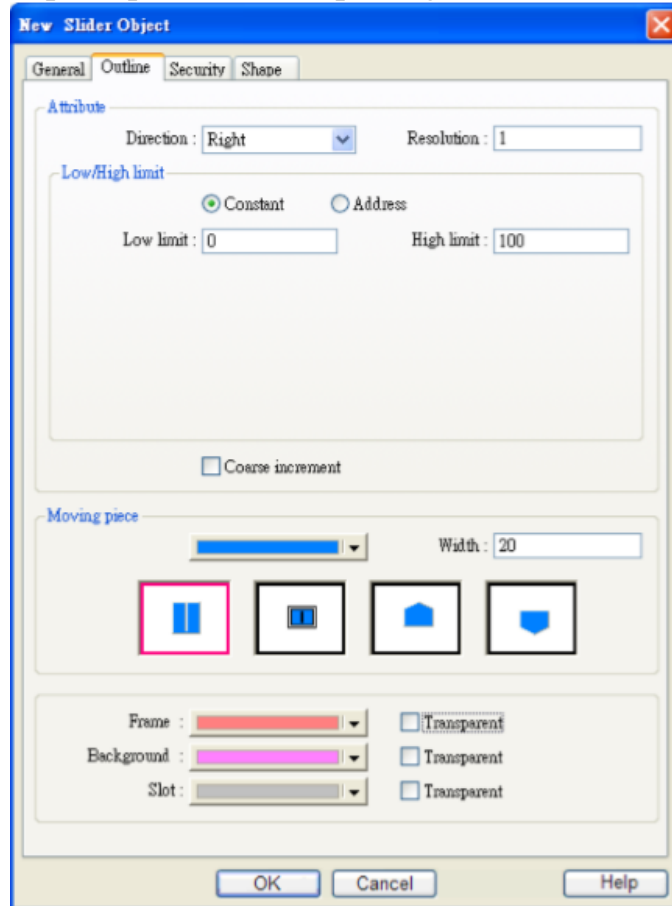 New Slider Object
General Outline Security Shape
Attribute
Direction : Right Resolution : 1
Low/High limit
Constant Address
Low limit : 0 High limit : 100
Coarse increment
Moving piece
Width : 20
Frame : Transparent
Background : Transparent
Slot : Transparent
OK Cancel Help